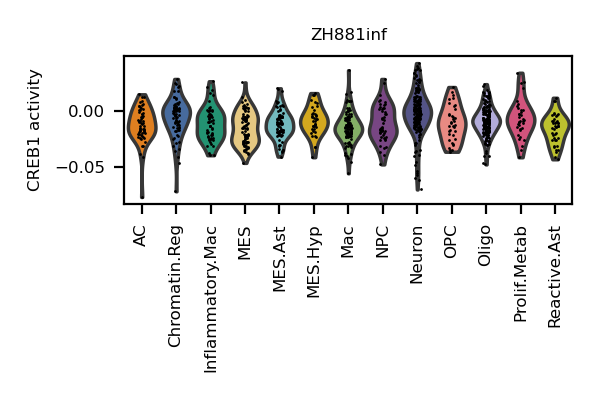 ZH881inf
CREB1 activity
0.00
−0.05
AC
Chromatin.Reg
Inflammatory.Mac
MES
MES.Ast
MES.Hyp
Mac
NPC
Neuron
OPC
Oligo
Prolif.Metab
Reactive.Ast